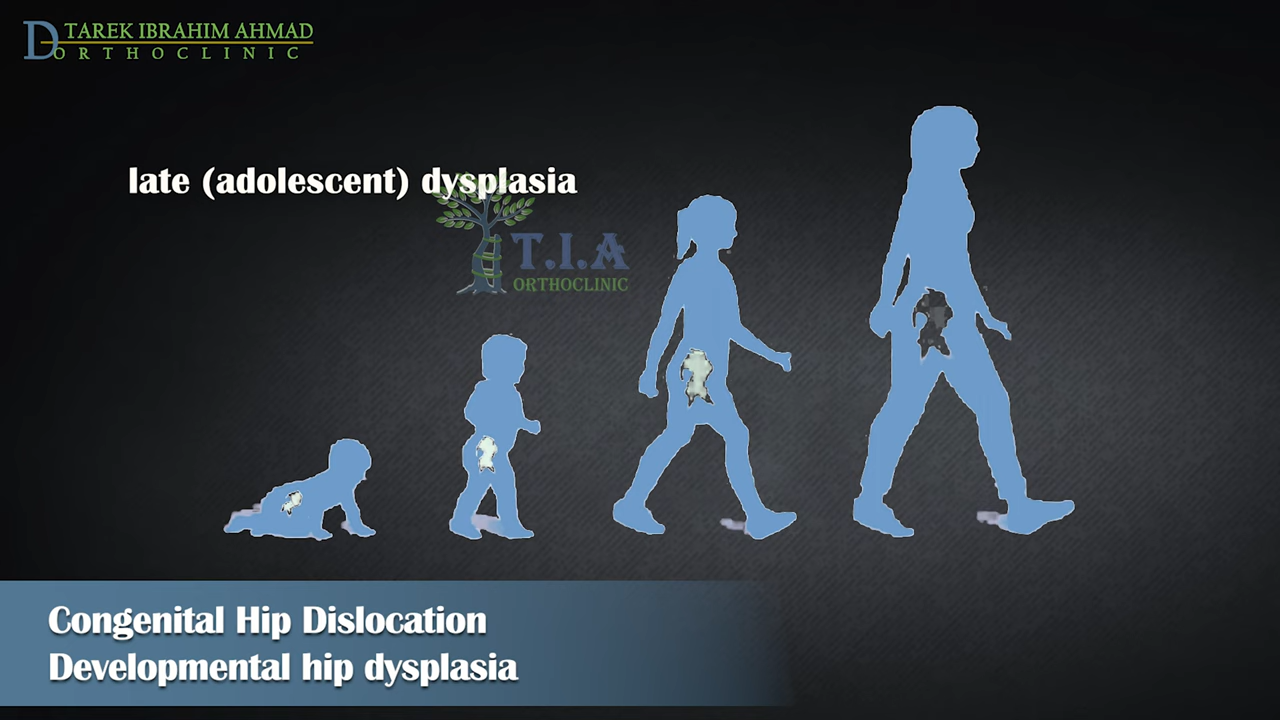 D TAREK IBRAHIM AHMAD
ORTHOCLINIC
late (adolescent) dysplasia
T.I.A
ORTHOCLINIC
Congenital Hip Dislocation
Developmental hip dysplasia